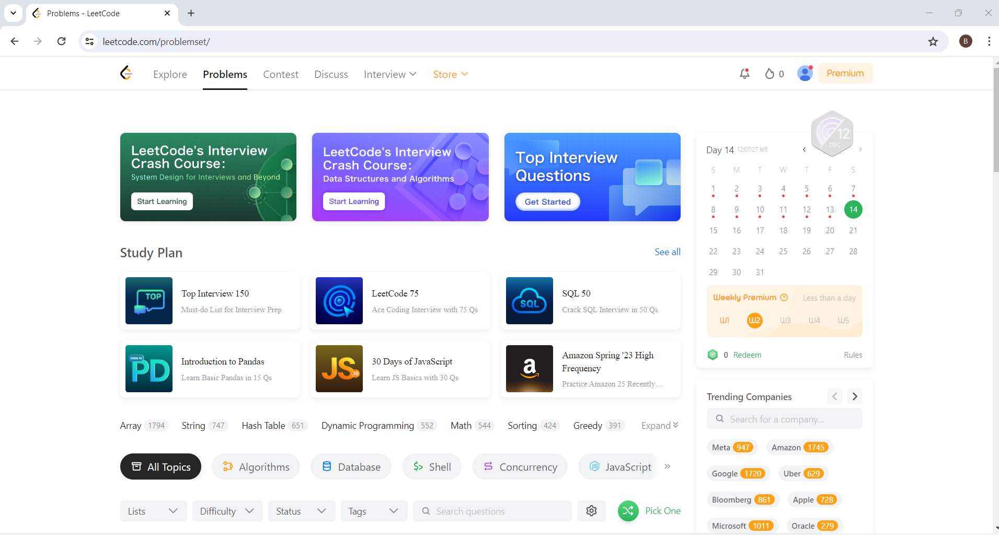 Problems - LeetCode
leetcode.com/problemset/
B
Explore Problems Contest Discuss Interview Store 0 Premium
LeetCode's Interview
Crash Course:
System Design for Interviews and Beyond
Start Learning
LeetCode's Interview
Crash Course:
Data Structures and Algorithms
Start Learning
Top Interview
Questions
Get Started
Study Plan See all
TOP
Top Interview 150
Must-do List for Interview Prep
LeetCode 75
Ace Coding Interview with 75 Qs
SQL
SQL 50
Crack SQL Interview in 50 Qs
Intro to
PD
Introduction to Pandas
Learn Basic Pandas in 15 Qs
JS 30
30 Days of JavaScript
Learn JS Basics with 30 Qs
a
Amazon Spring '23 High
Frequency
Practice Amazon 25 Recently…
Array 1794 String 747 Hash Table 651 Dynamic Programming 552 Math 544 Sorting 424 Greedy 391 Expand
All Topics Algorithms Database Shell Concurrency JS JavaScript
Lists Difficulty Status Tags Search questions Pick One
12
DEC
Day 14 12:07:27 left
S M T W T F S
1 2 3 4 5 6 7
8 9 10 11 12 13 14
15 16 17 18 19 20 21
22 23 24 25 26 27 28
29 30 31
Weekly Premium ? Less than a day
W1 W2 W3 W4 W5
0 Redeem Rules
Trending Companies
Search for a company...
Meta 947 Amazon 1745
Google 1720 Uber 629
Bloomberg 861 Apple 728
Microsoft 1011 Oracle 279